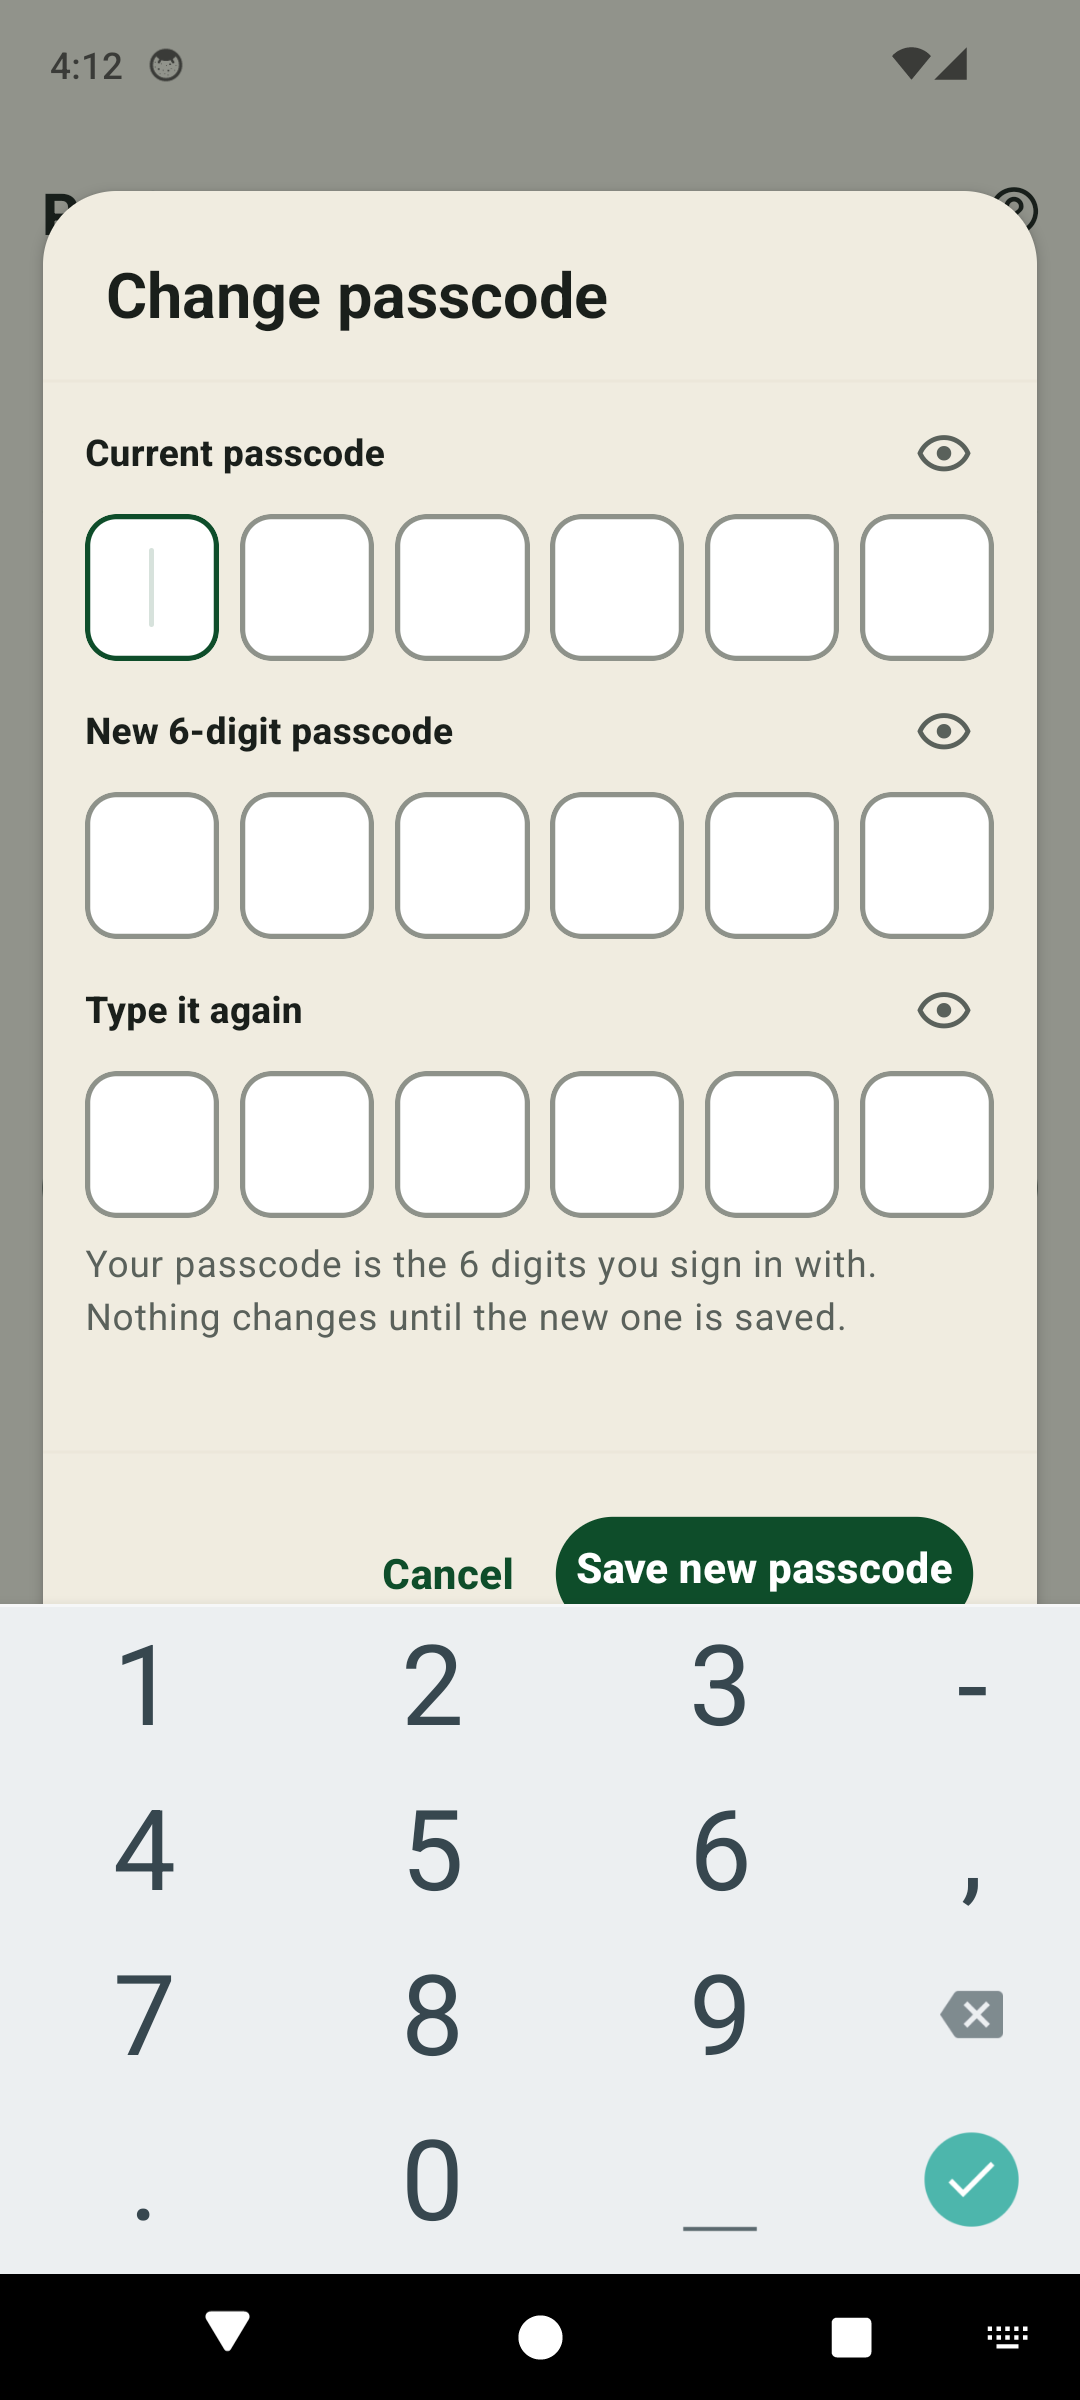 4:12
Change passcode
Current passcode
New 6-digit passcode
Type it again
Your passcode is the 6 digits you sign in with.
Nothing changes until the new one is saved.
Cancel
Save new passcode
1 2 3 -
4 5 6 ,
7 8 9
. 0 _